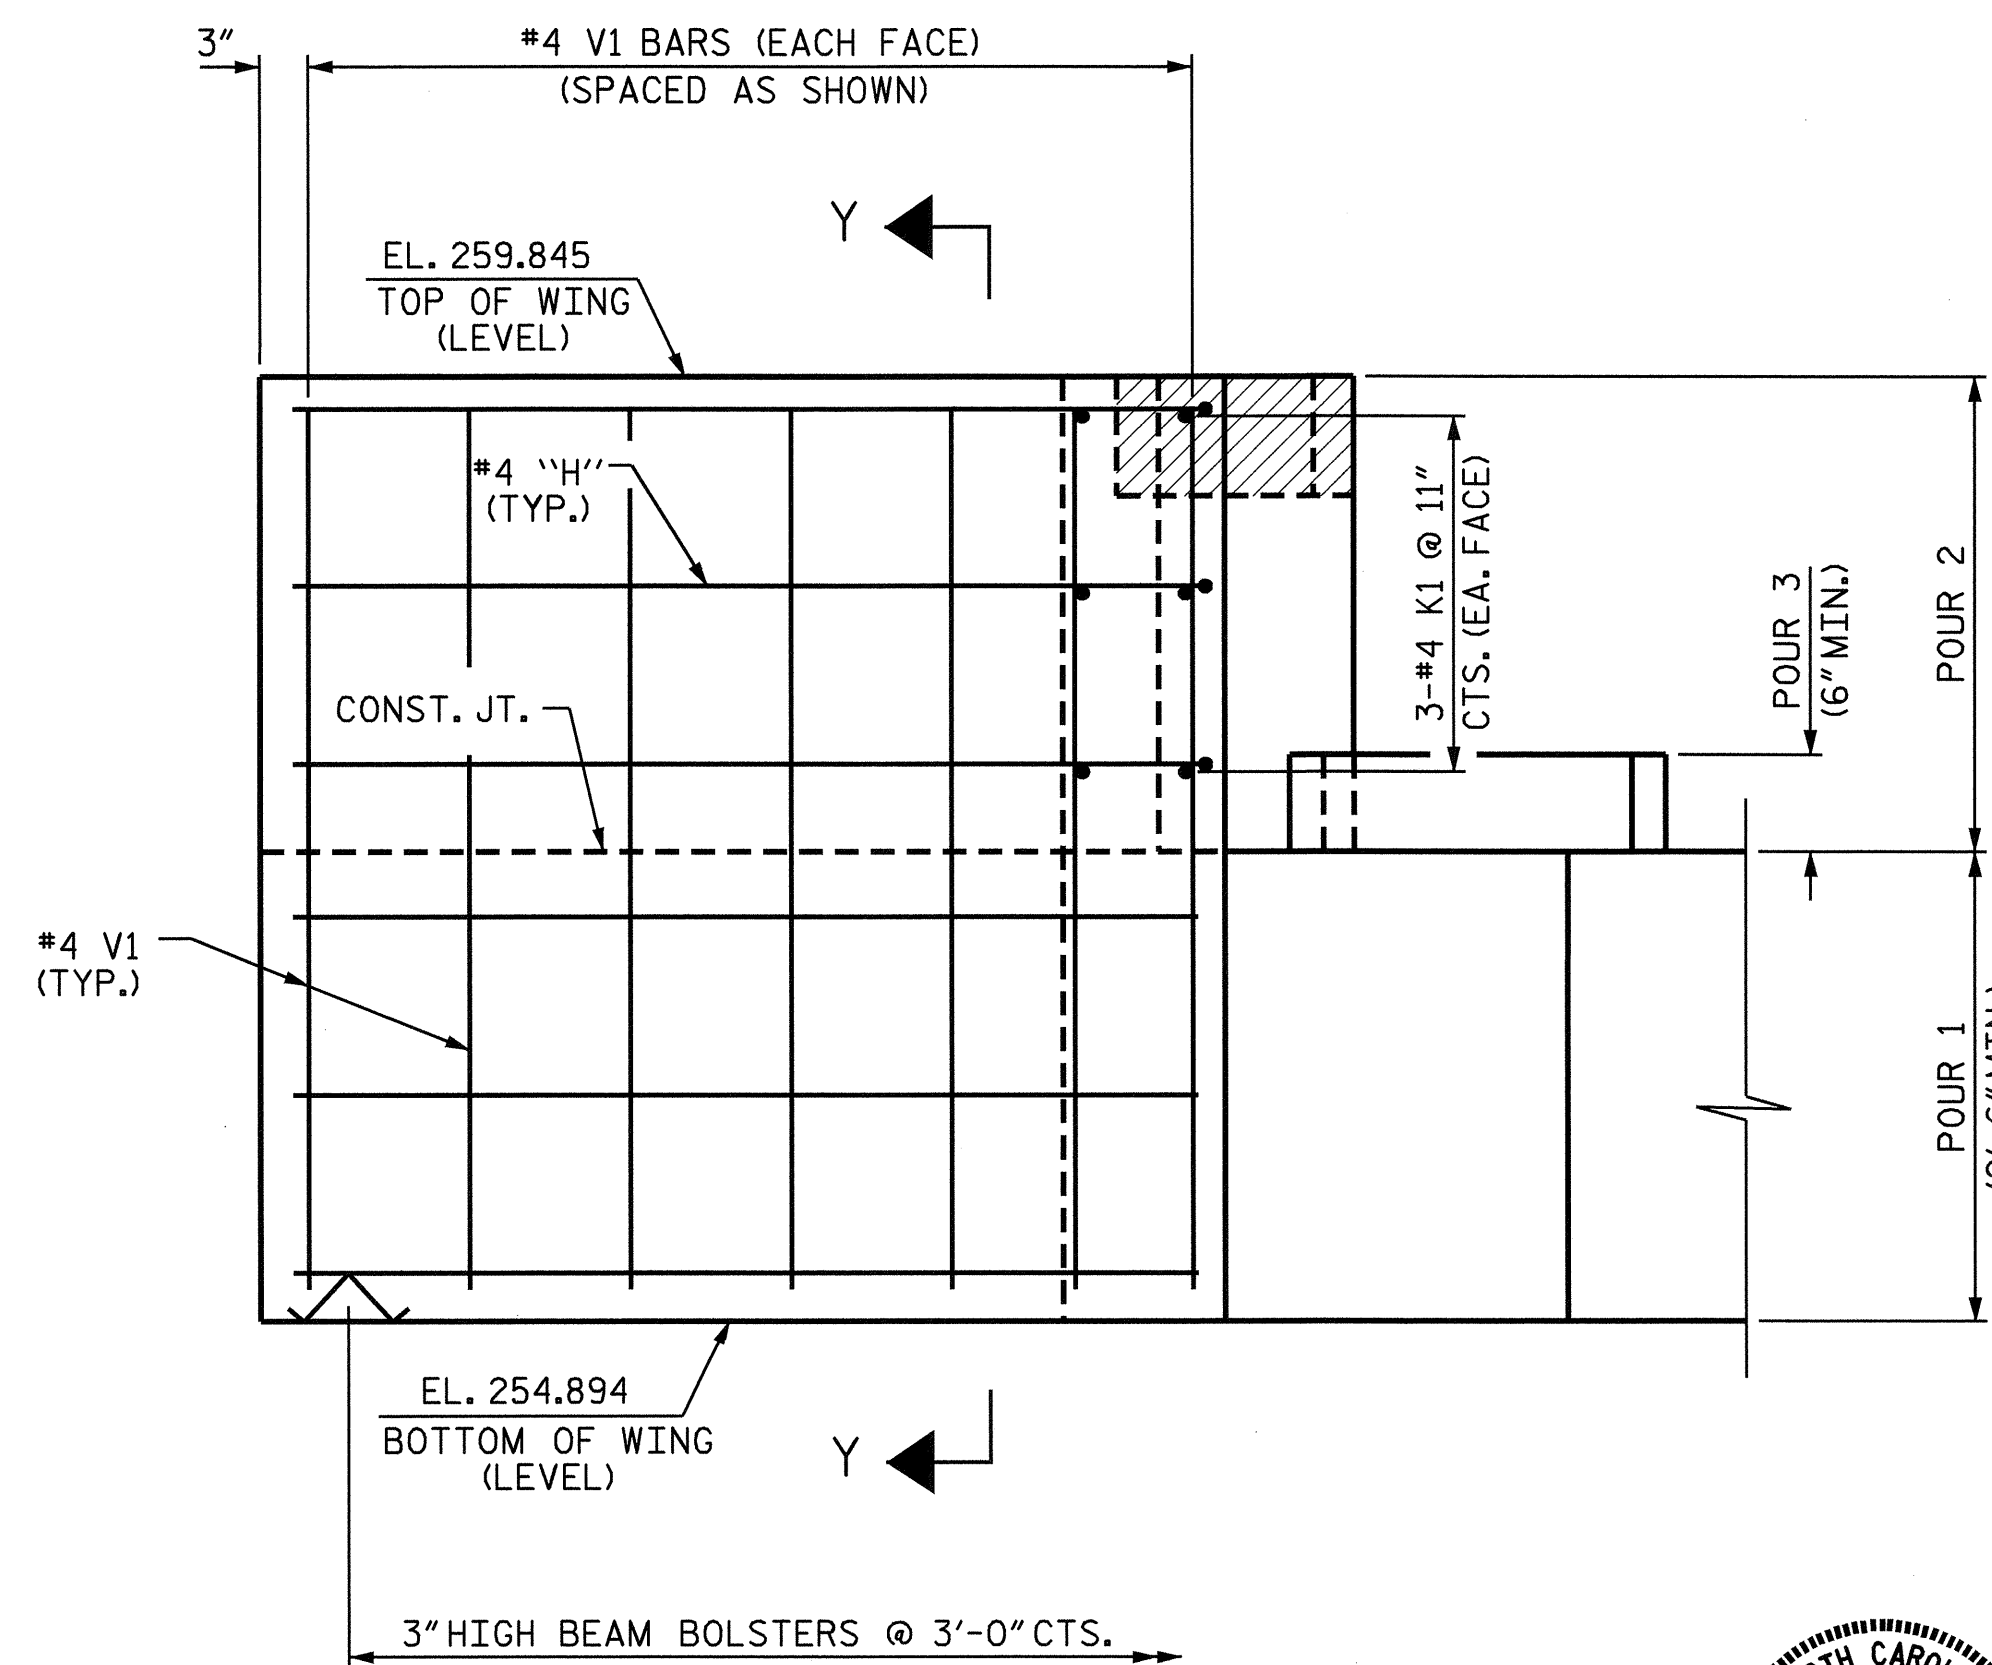 3"
#4 V1 BARS (EACH FACE)
(SPACED AS SHOWN)
Y
EL. 259.845
TOP OF WING
(LEVEL)
#4 "H"
(TYP.)
3-#4 K1 @ 11"
CTS. (EA. FACE)
POUR 3
(6" MIN.)
POUR 2
CONST. JT.
#4 V1
(TYP.)
POUR 1
EL. 254.894
BOTTOM OF WING
(LEVEL)
Y
3" HIGH BEAM BOLSTERS @ 3'-0" CTS.